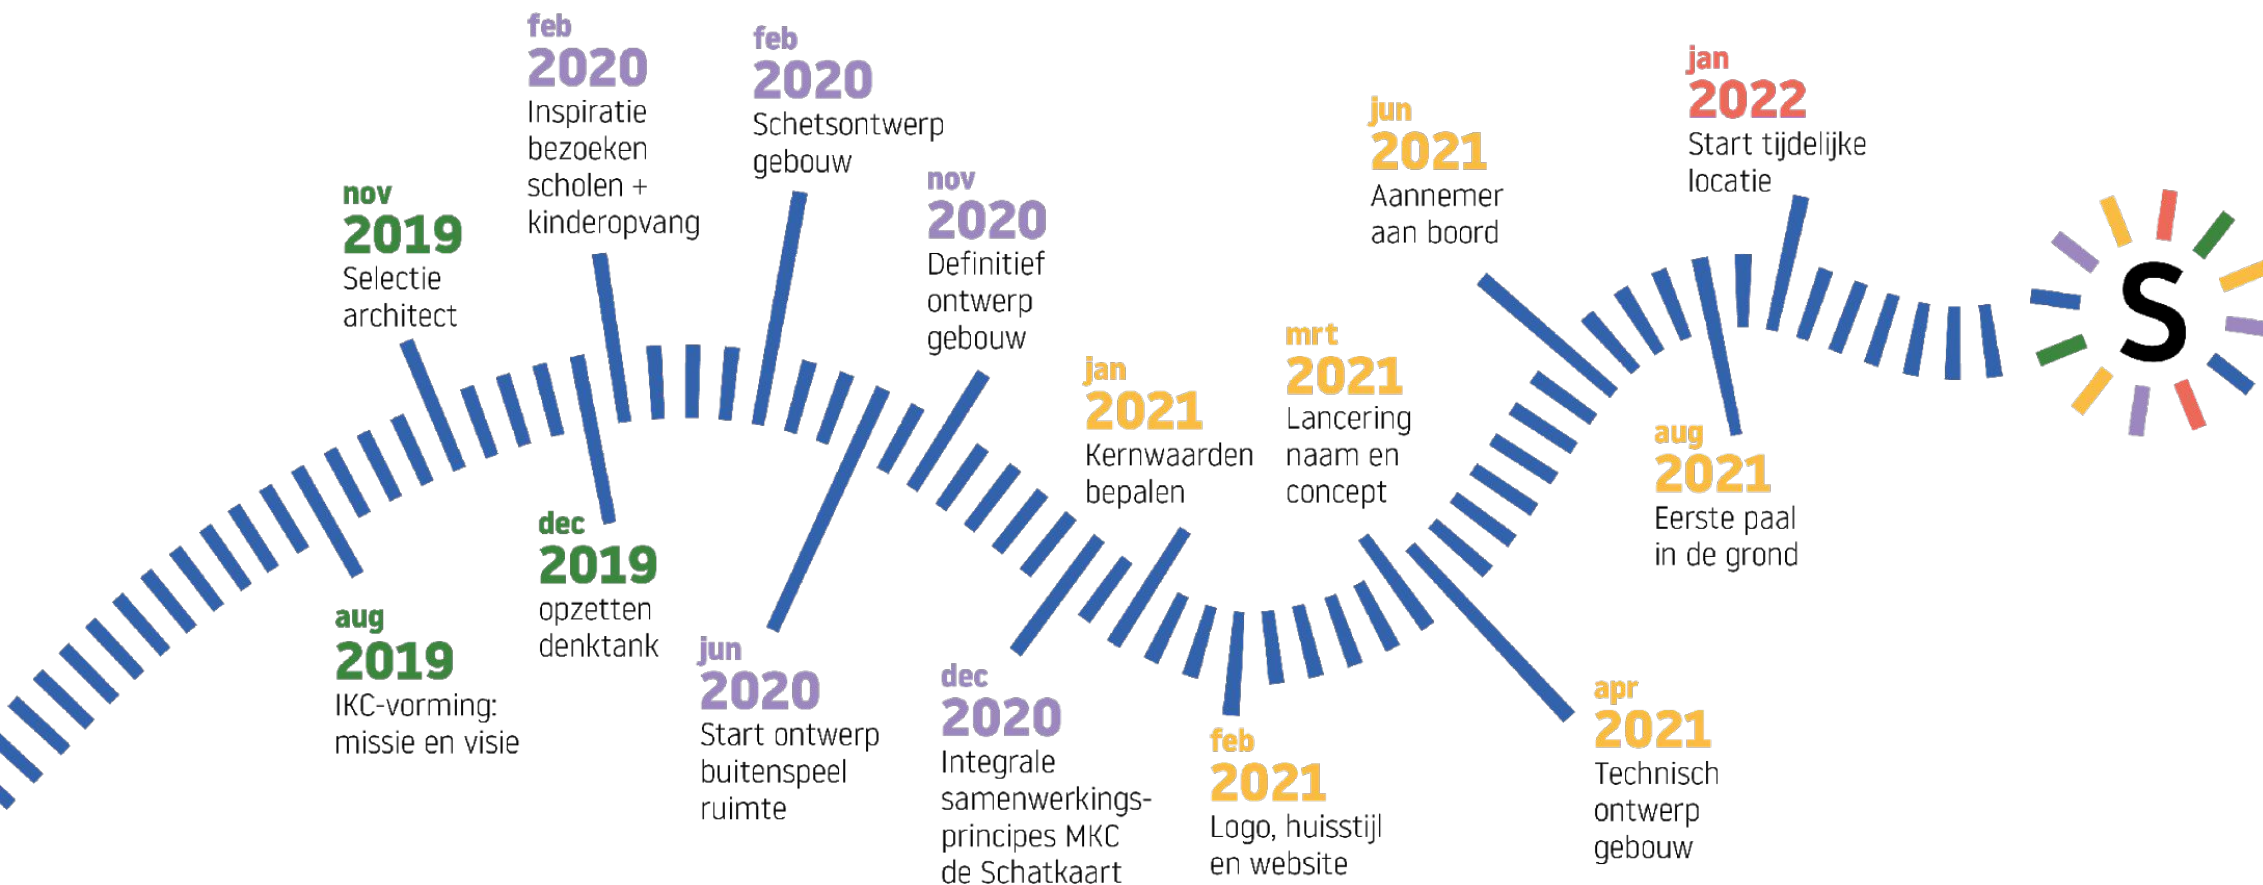 aug
2019
IKC-vorming:
missie en visie
nov
2019
Selectie
architect
dec
2019
opzetten
denktank
feb
2020
Inspiratie
bezoeken
scholen +
kinderopvang
feb
2020
Schetsontwerp
gebouw
jun
2020
Start ontwerp
buitenspeel
ruimte
nov
2020
Definitief
ontwerp
gebouw
dec
2020
Integrale
samenwerkings-
principes MKC
de Schatkaart
jan
2021
Kernwaarden
bepalen
feb
2021
Logo, huisstijl
en website
mrt
2021
Lancering
naam en
concept
apr
2021
Technisch
ontwerp
gebouw
jun
2021
Aannemer
aan boord
aug
2021
Eerste paal
in de grond
jan
2022
Start tijdelijke
locatie
S